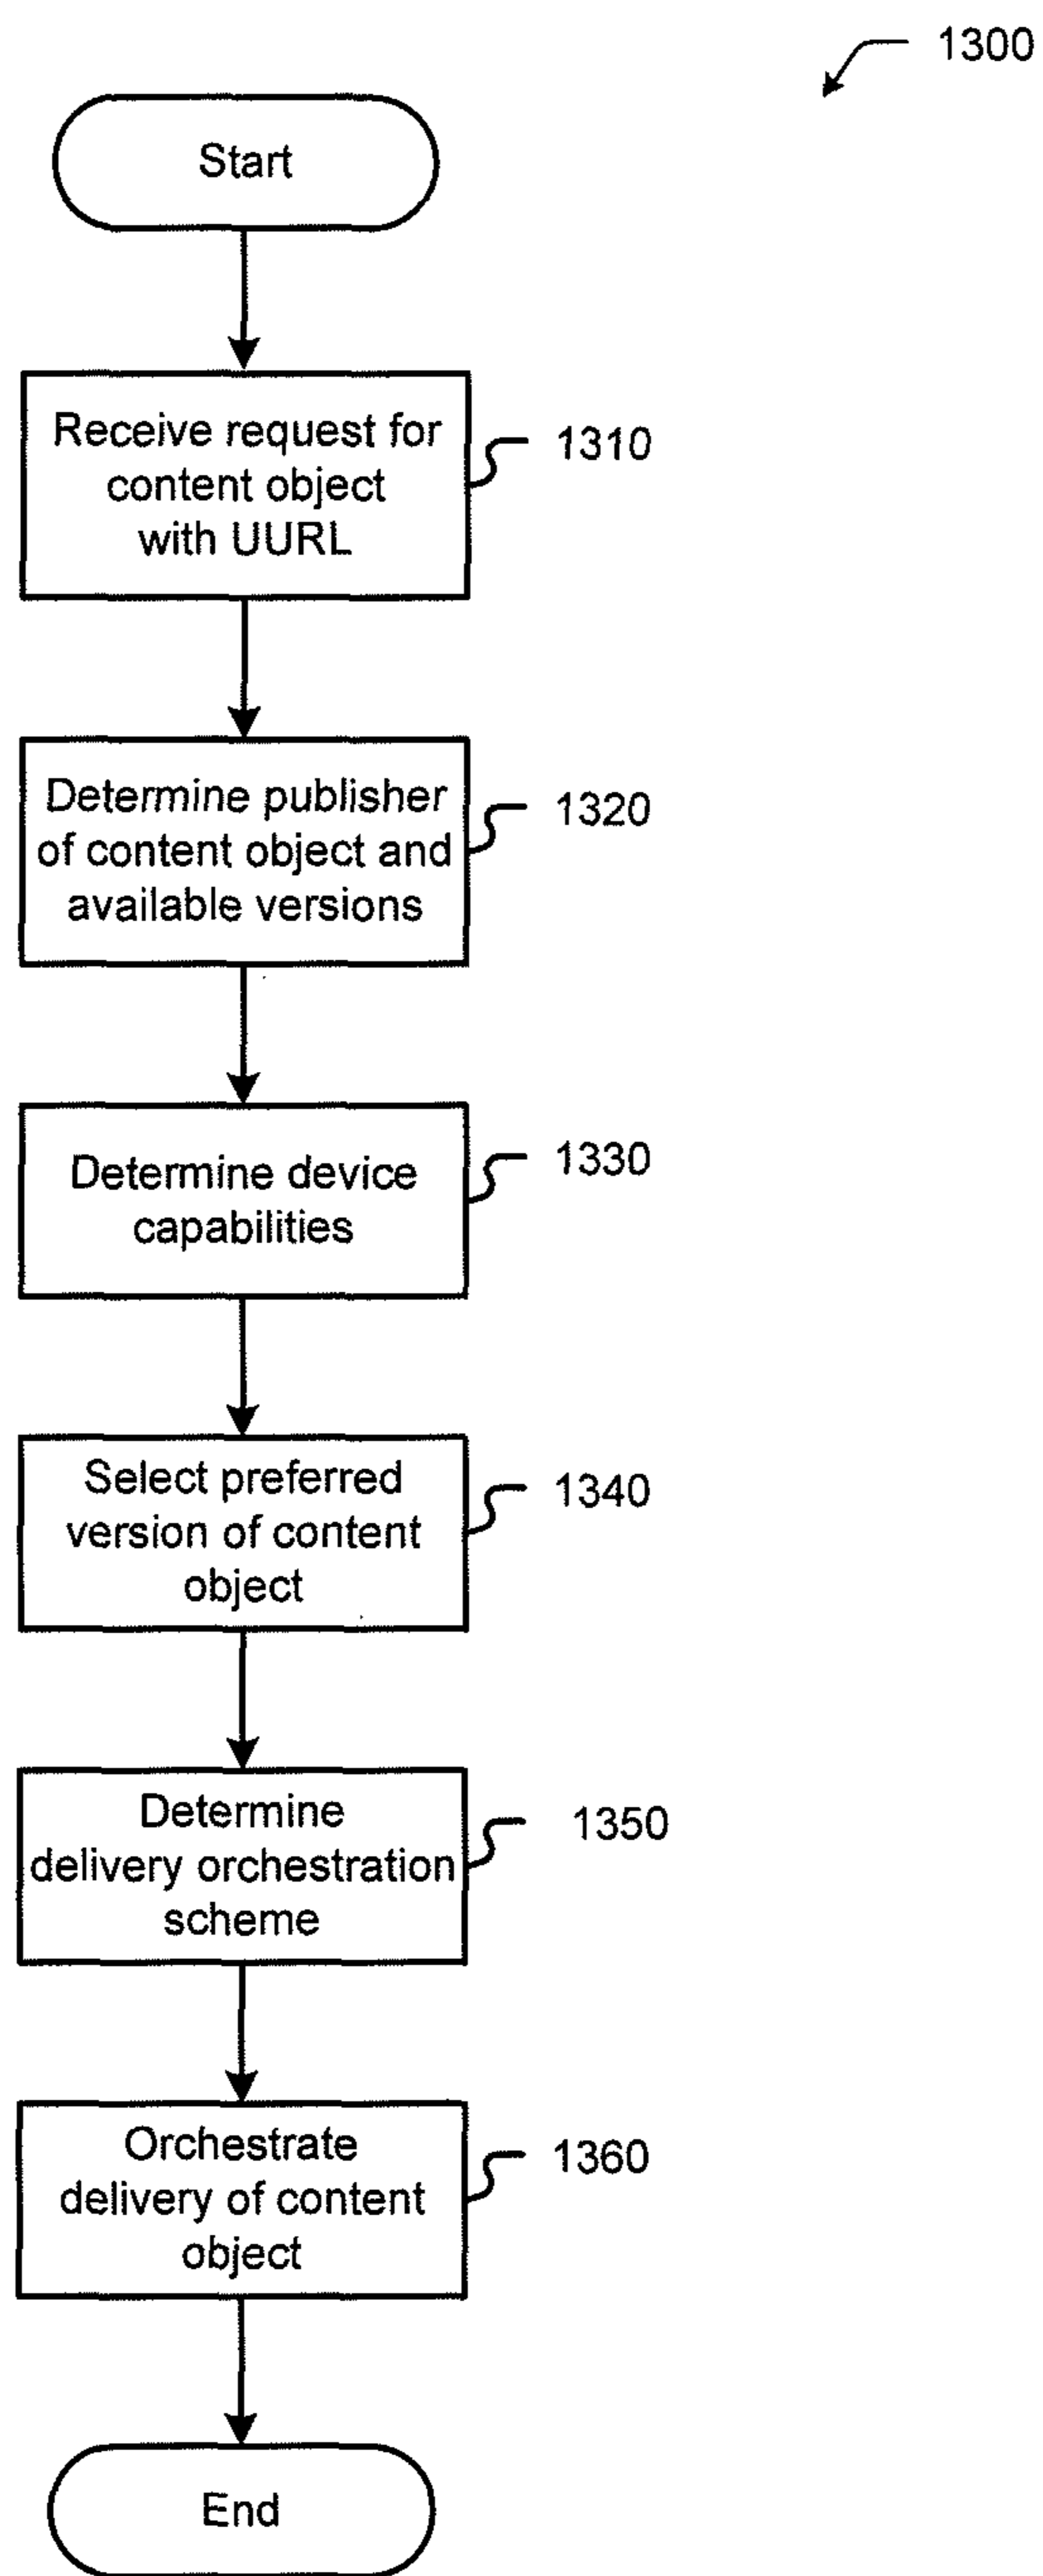 1300
Start
Receive request for
content object
with UURL
1310
Determine publisher
of content object and
available versions
1320
Determine device
capabilities
1330
Select preferred
version of content
object
1340
Determine
delivery orchestration
scheme
1350
Orchestrate
delivery of content
object
1360
End